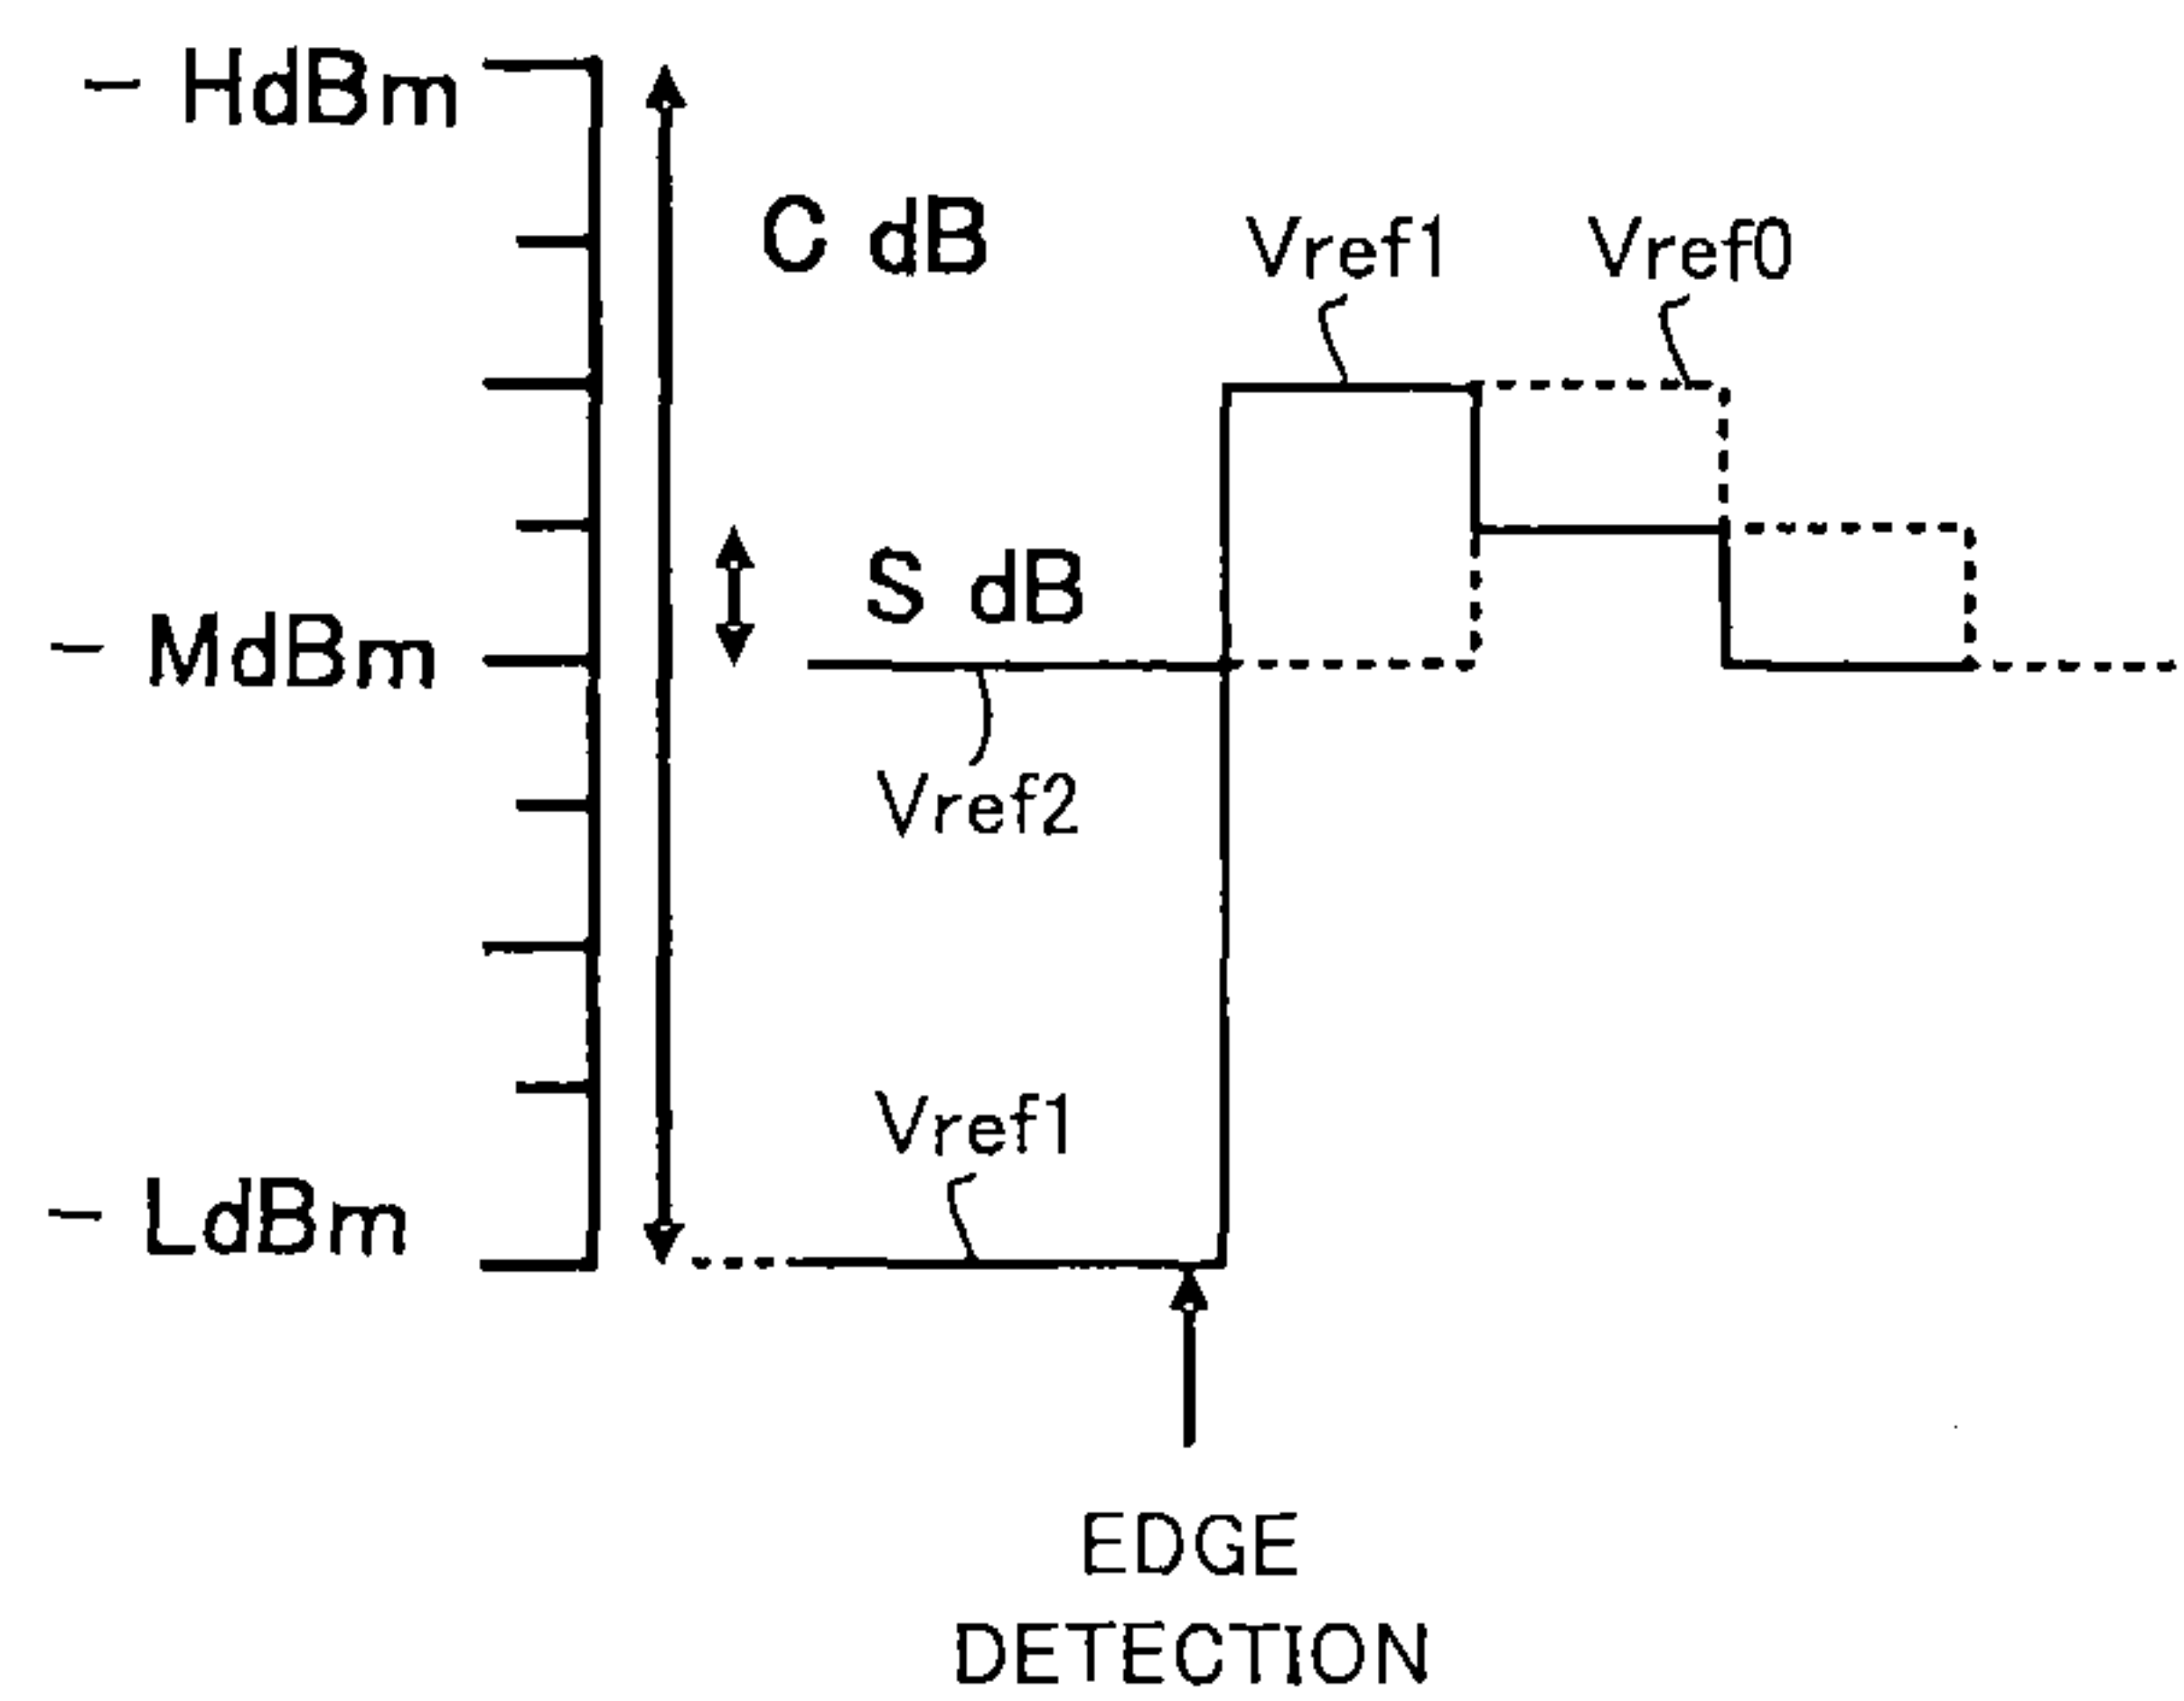 − HdBm
C dB
Vref1
Vref0
S dB
− MdBm
Vref2
Vref1
− LdBm
EDGE
DETECTION